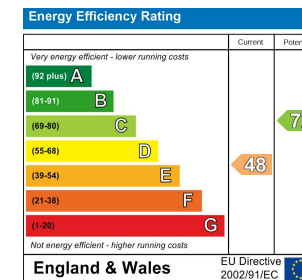 Energy Efficiency Rating
Current
Very energy efficient - lower running costs
(92 plus) A
(81-91) B
(69-80) C
(55-68) D
(39-54) E
(21-38) F
(1-20) G
48
Not energy efficient - higher running costs
England & Wales
EU Directive
2002/91/EC